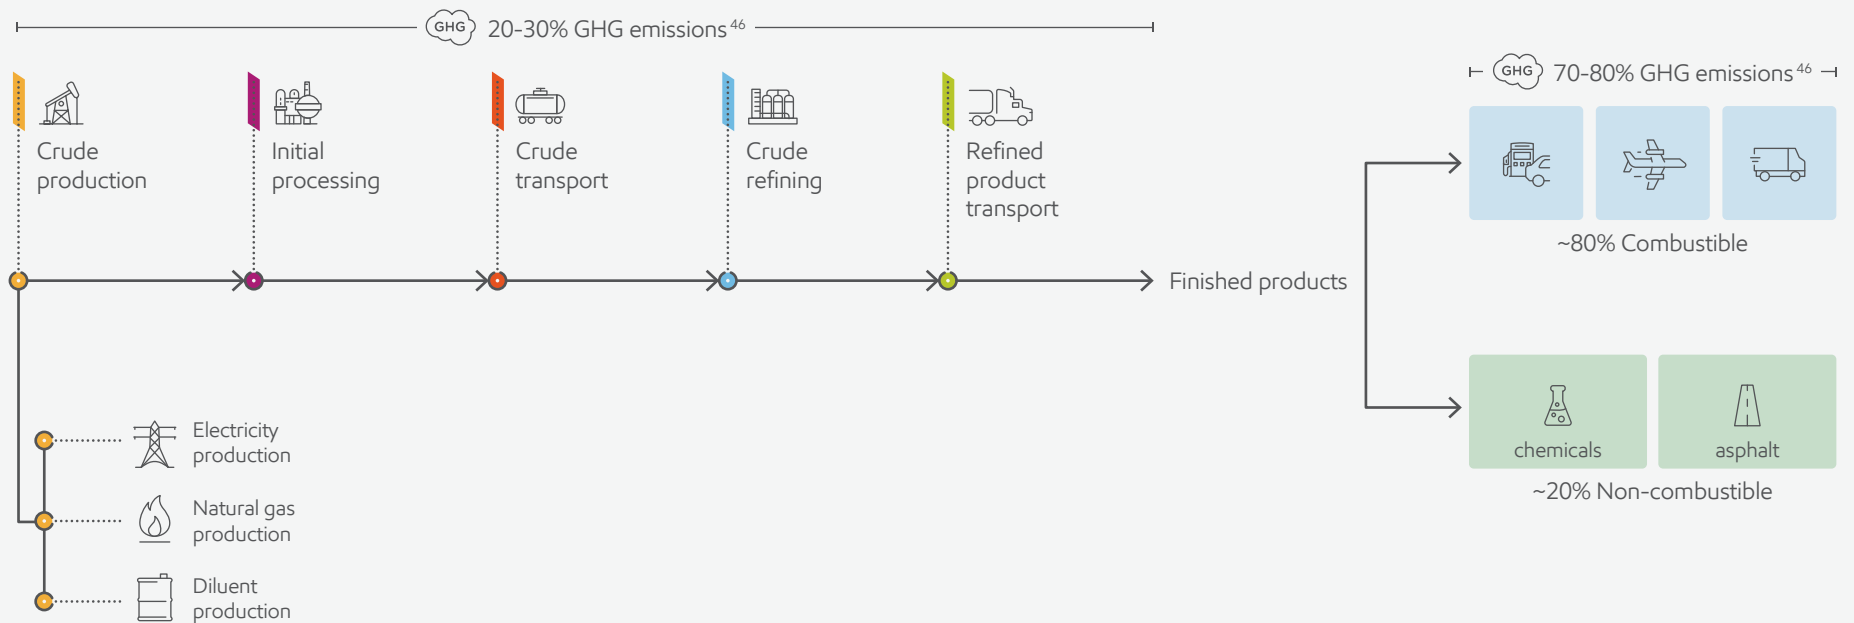 GHG 20-30% GHG emissions 46
GHG 70-80% GHG emissions 46
Crude
production
Initial
processing
Crude
transport
Crude
refining
Refined
product
transport
Finished products
~80% Combustible
chemicals
asphalt
~20% Non-combustible
Electricity
production
Natural gas
production
Diluent
production